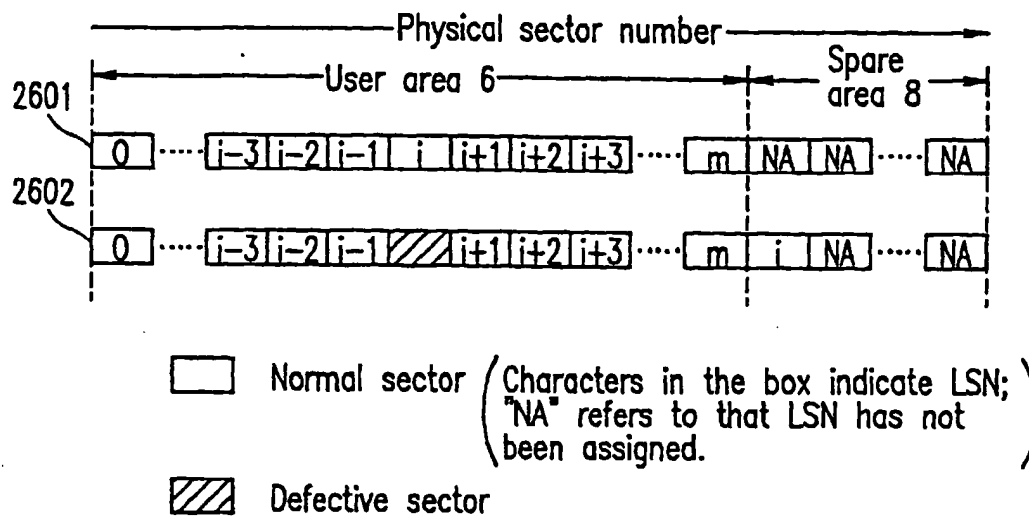 Physical sector number
User area 6
Spare area 8
2601
0 ····· i-3 i-2 i-1 i i+1 i+2 i+3 ····· m NA NA ····· NA
2602
0 ····· i-3 i-2 i-1 i+1 i+2 i+3 ····· m i NA ····· NA
Normal sector (Characters in the box indicate LSN;
"NA" refers to that LSN has not
been assigned.)
Defective sector